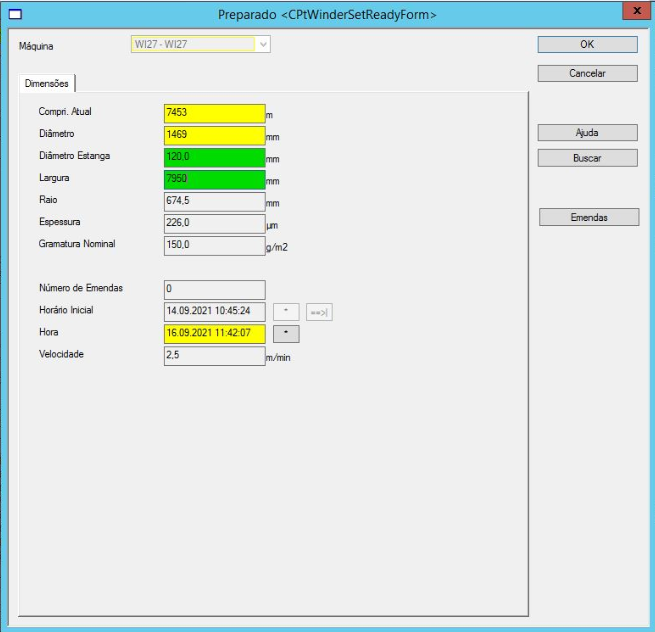 Preparado <CPtWinderSetReadyForm>
x
Máquina
WI27 - WI27
OK
Cancelar
Dimensões
Compri. Atual
7453
m
Diâmetro
1469
mm
Ajuda
Diâmetro Estanga
120,0
mm
Buscar
Largura
7950
mm
Raio
674,5
mm
Espessura
226,0
µm
Emendas
Gramatura Nominal
150,0
g/m2
Número de Emendas
0
Horário Inicial
14.09.2021 10:45:24
*
==>|
Hora
16.09.2021 11:42:07
*
Velocidade
2,5
m/min